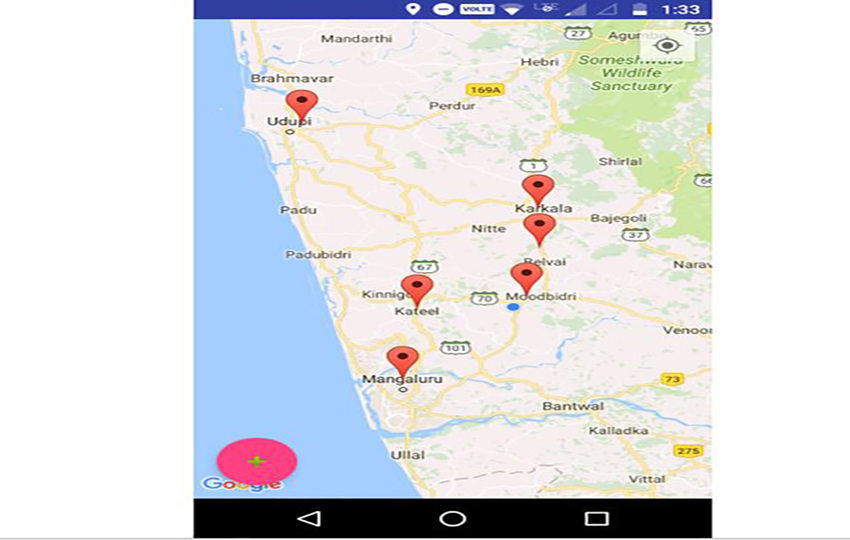 VOLTE LTE 1:33
Mandarthi
27
Agumbe
65
Hebri
Someshwara
Wildlife
Sanctuary
Brahmavar
169A
Perdur
Udupi
1
Shirlal
66
Karkala
Padu
Nitte
Bajegoli
37
Padubidri
67
Belvai
Narav
Kinnigo
70
Moodbidri
Kateel
Venoor
101
Mangaluru
73
Bantwal
Kalladka
Ullal
275
+
Google
Vittal